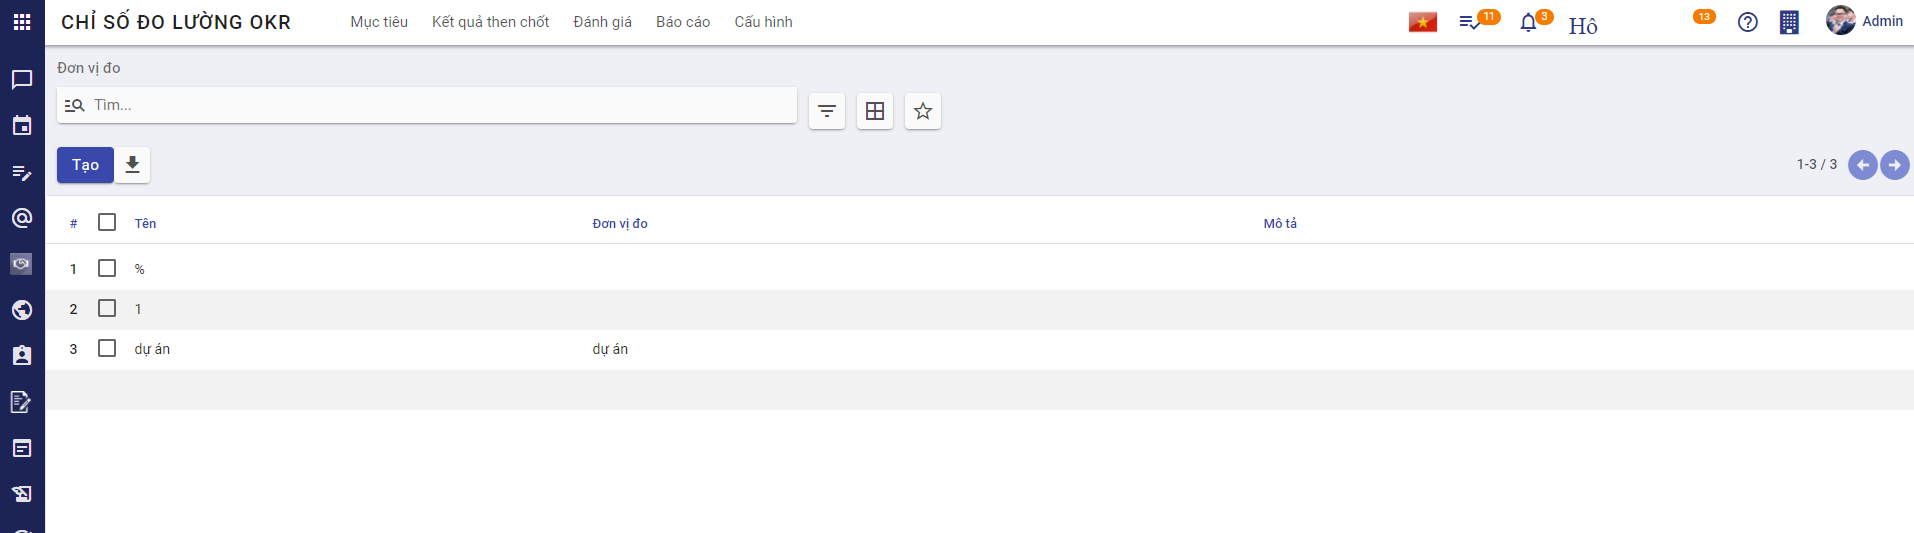 CHỈ SỐ ĐO LƯỜNG OKR Mục tiêu Kết quả then chốt Đánh giá Báo cáo Cấu hình 11 3 Hô 13 Admin
Đơn vị đo
Tìm...
Tạo 1-3 / 3
# Tên Đơn vị đo Mô tả
1 %
2 1
3 dự án dự án